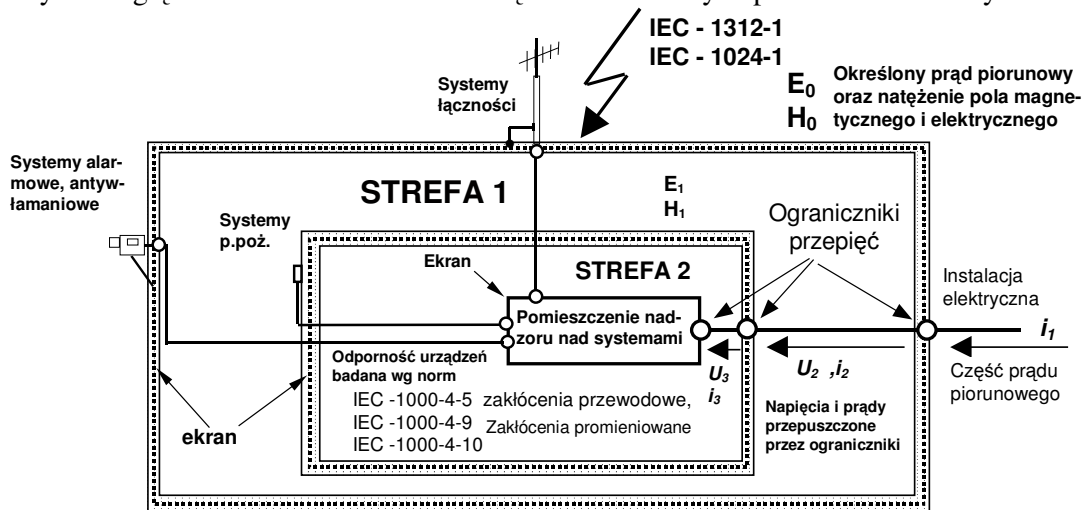 IEC - 1312-1
IEC - 1024-1
E0
H0
Określony prąd piorunowy
oraz natężenie pola magne-
tycznego i elektrycznego
Systemy
łączności
Systemy alar-
mowe, antyw-
łamaniowe
STREFA 1
E1
H1
Systemy
p.poż.
Ograniczniki
przepięć
Ekran
STREFA 2
Instalacja
elektryczna
i1
Pomieszczenie nad-
zoru nad systemami
Odporność urządzeń
badana wg norm
IEC -1000-4-5 zakłócenia przewodowe,
IEC -1000-4-9 Zakłócenia promieniowane
IEC -1000-4-10
U3
i3
U2 ,i2
Część prądu
piorunowego
Napięcia i prądy
przepuszczone
przez ograniczniki
ekran